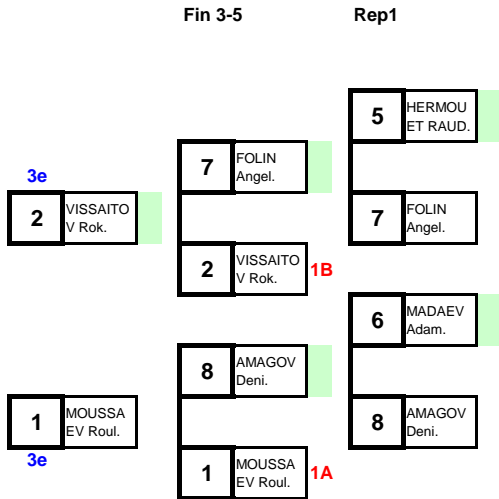 Fin 3-5
Rep1
5
HERMOU
ET RAUD.
7
FOLIN
Angel.
3e
2
VISSAITO
V Rok.
7
FOLIN
Angel.
2
VISSAITO
V Rok.
1B
6
MADAEV
Adam.
8
AMAGOV
Deni.
1
MOUSSA
EV Roul.
3e
8
AMAGOV
Deni.
1
MOUSSA
EV Roul.
1A